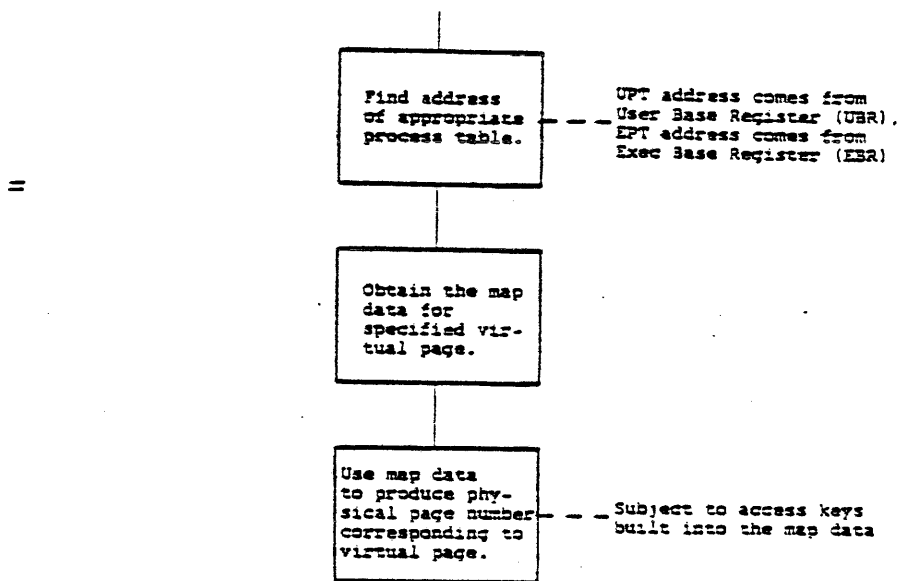 Find address
of appropriate
process table.
UPT address comes from
User Base Register (UBR).
EPT address comes from
Exec Base Register (EBR)
=
Obtain the map
data for
specified vir-
tual page.
Use map data
to produce phy-
sical page number
corresponding to
virtual page.
Subject to access keys
built into the map data